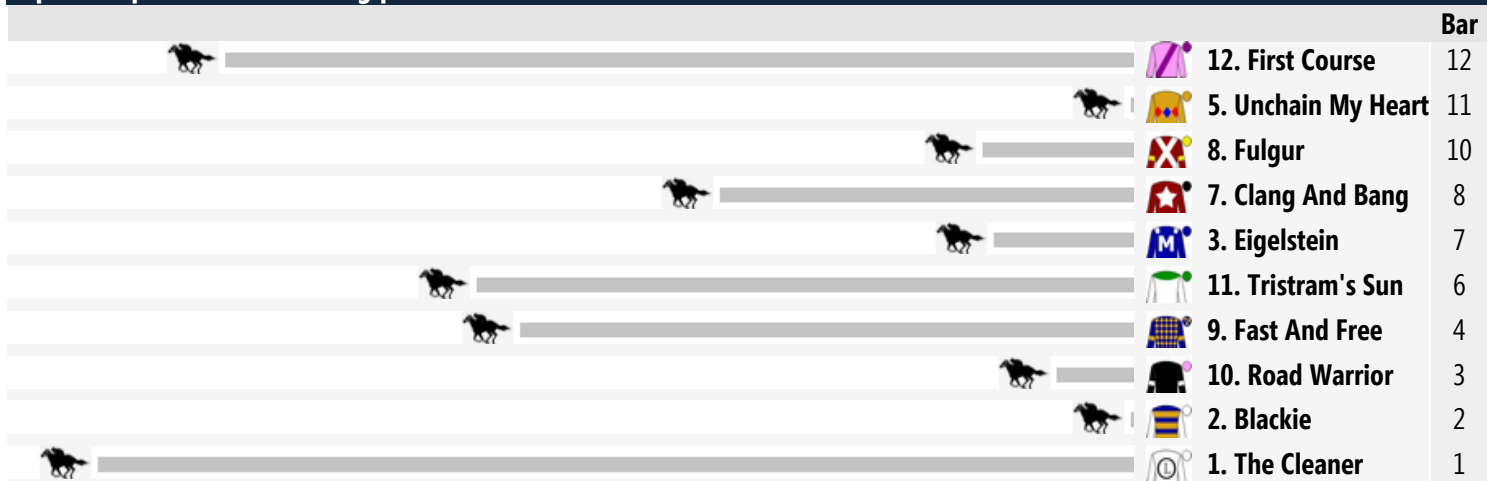 Bar
12. First Course 12
5. Unchain My Heart 11
8. Fulgur 10
7. Clang And Bang 8
M
3. Eigelstein 7
11. Tristram's Sun 6
9. Fast And Free 4
10. Road Warrior 3
2. Blackie 2
L
1. The Cleaner 1